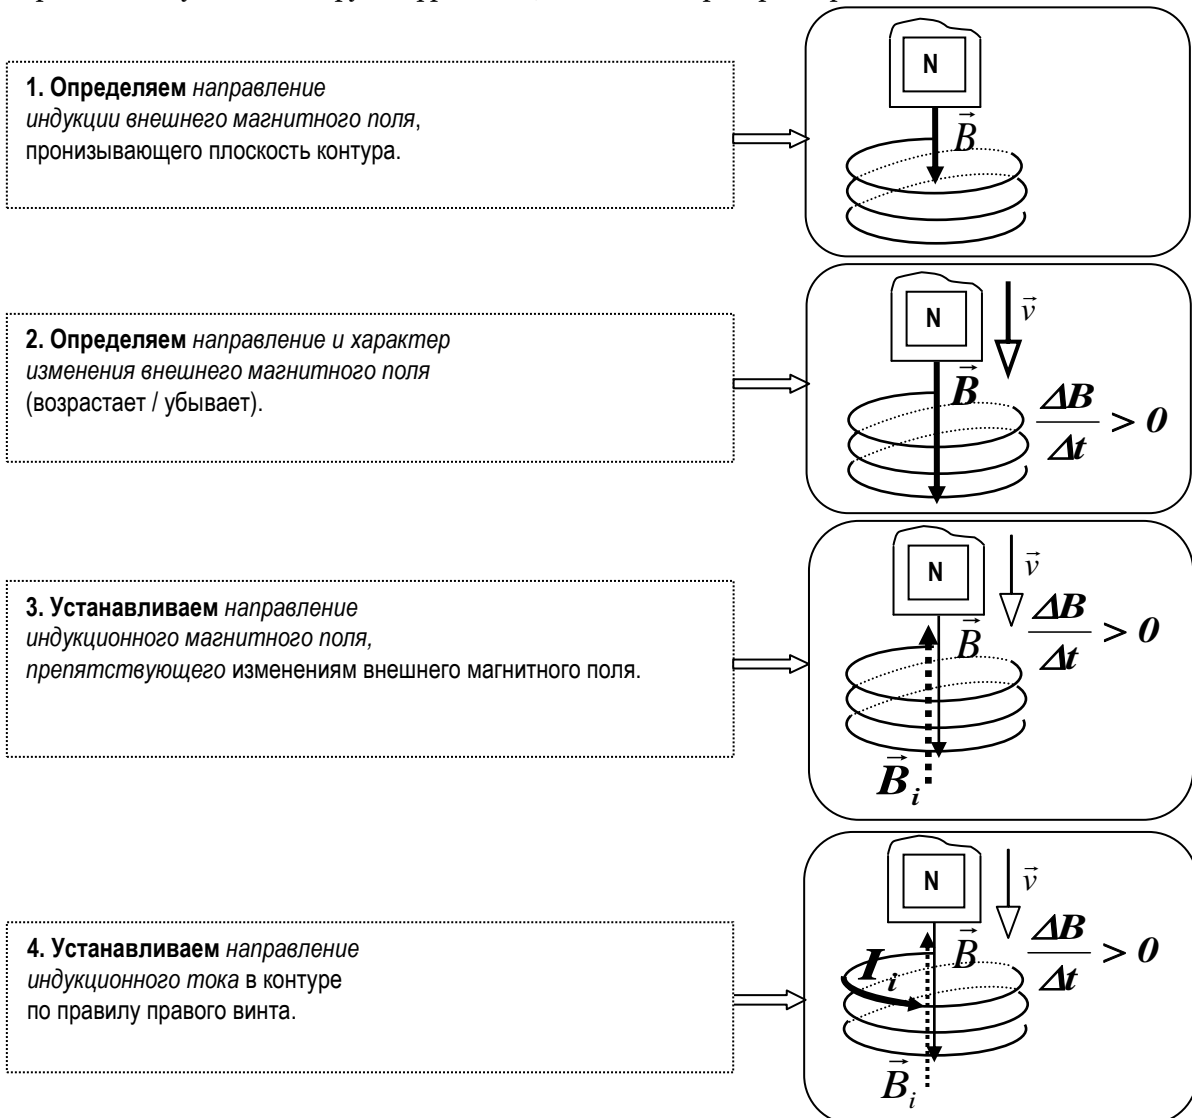 1. Определяем направление
индукции внешнего магнитного поля,
пронизывающего плоскость контура.
N
B⃗
2. Определяем направление и характер
изменения внешнего магнитного поля
(возрастает / убывает).
N
v⃗
B⃗
ΔB/Δt > 0
3. Устанавливаем направление
индукционного магнитного поля,
препятствующего изменениям внешнего магнитного поля.
N
v⃗
B⃗
ΔB/Δt > 0
B⃗i
4. Устанавливаем направление
индукционного тока в контуре
по правилу правого винта.
N
v⃗
B⃗
ΔB/Δt > 0
Ii
B⃗i